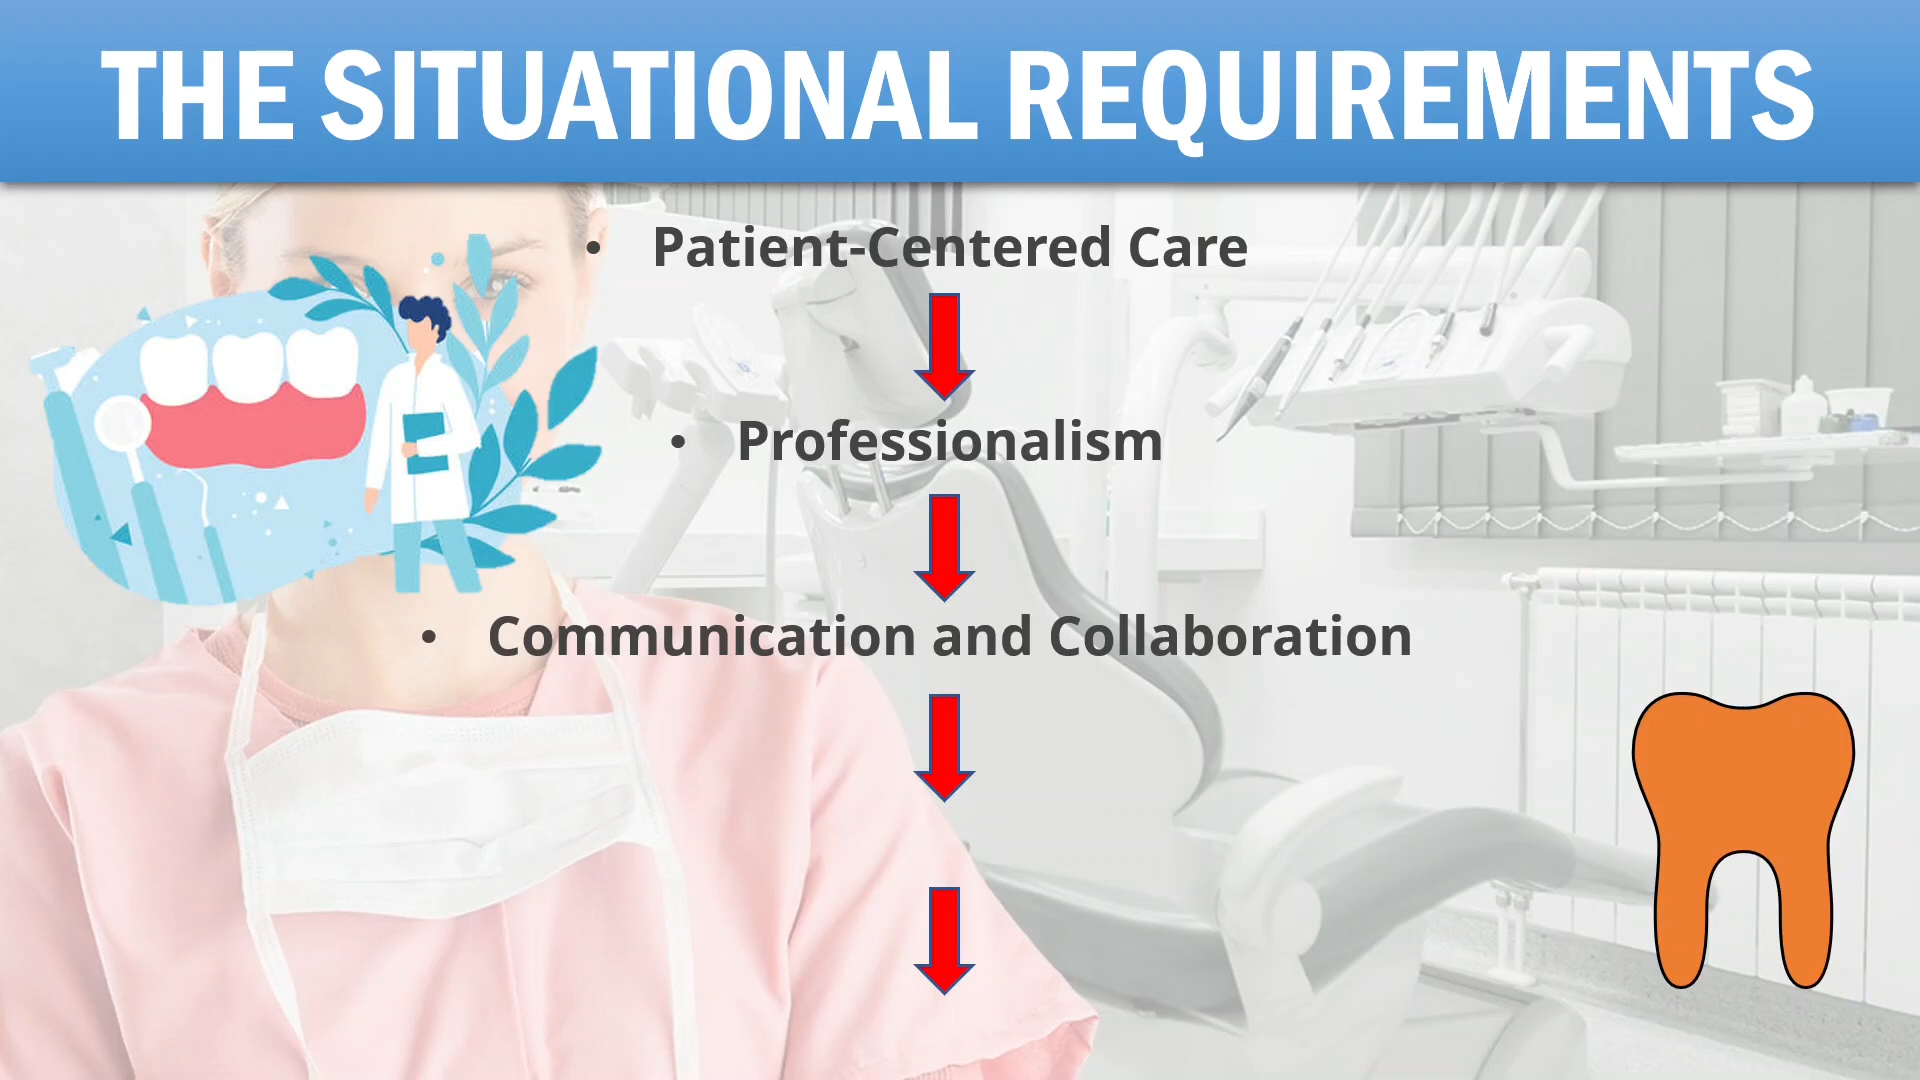 THE SITUATIONAL REQUIREMENTS
• Patient-Centered Care
• Professionalism
• Communication and Collaboration